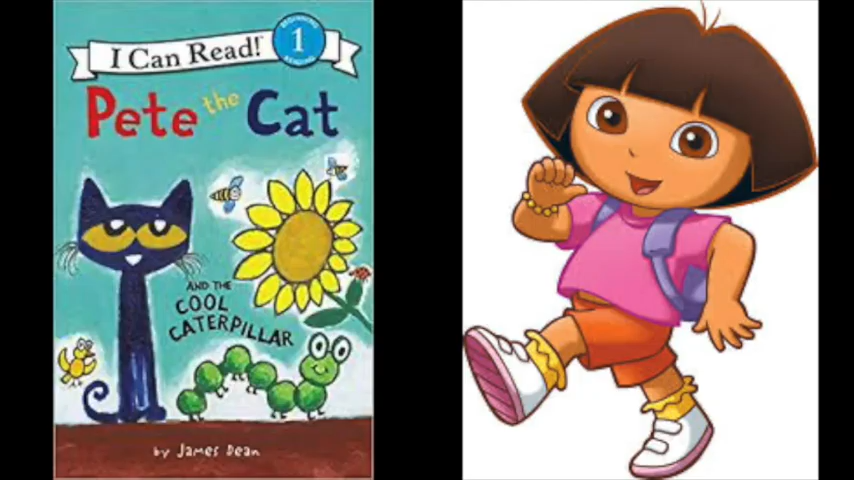 I Can Read!
BEGINNING
1
READING
Pete the Cat
AND THE
COOL
CATERPILLAR
by James Dean